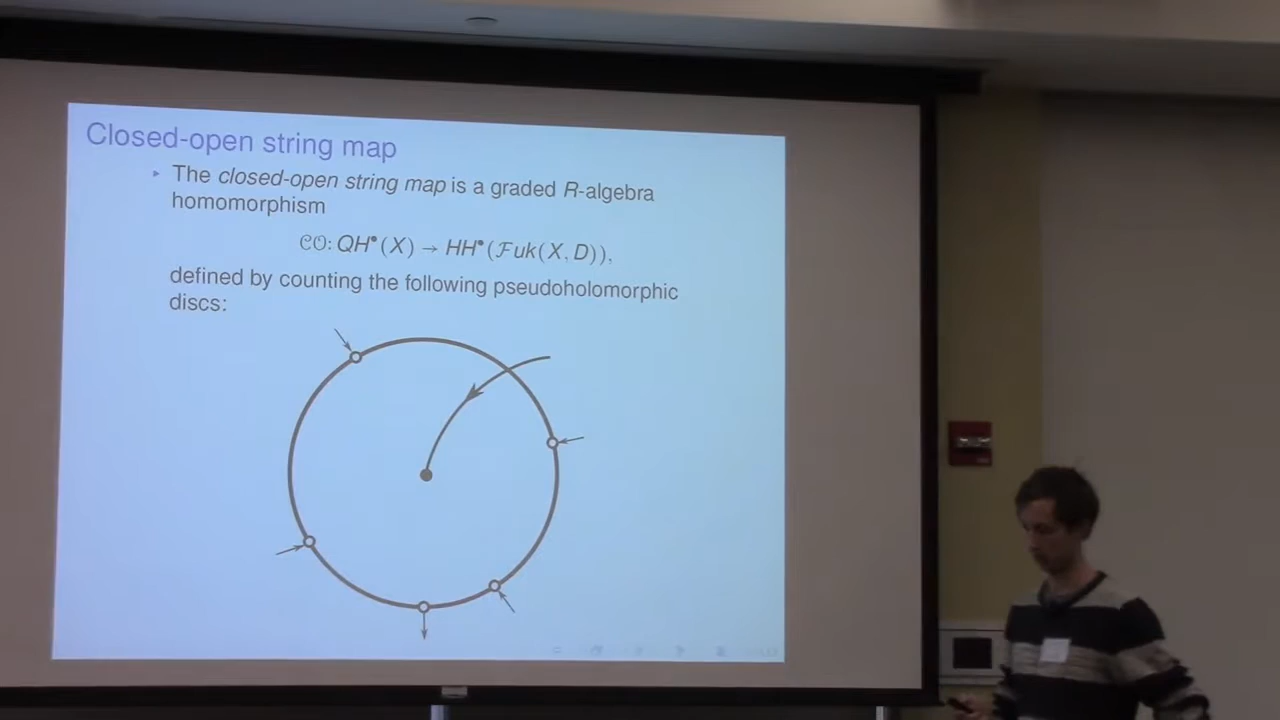 Closed-open string map
‣ The closed-open string map is a graded R-algebra
homomorphism
𝒞𝒪: QH•(X) → HH•(ℱuk(X, D)),
defined by counting the following pseudoholomorphic
discs: